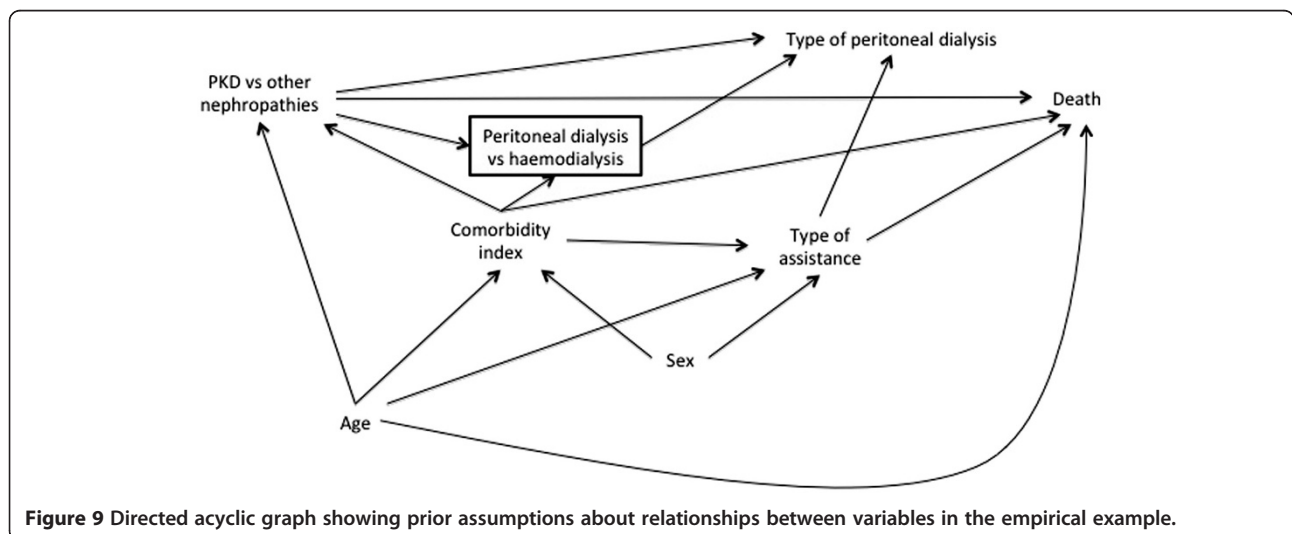 Type of peritoneal dialysis
PKD vs other
nephropathies
Death
Peritoneal dialysis
vs haemodialysis
Comorbidity
index
Type of
assistance
Sex
Age
Figure 9 Directed acyclic graph showing prior assumptions about relationships between variables in the empirical example.